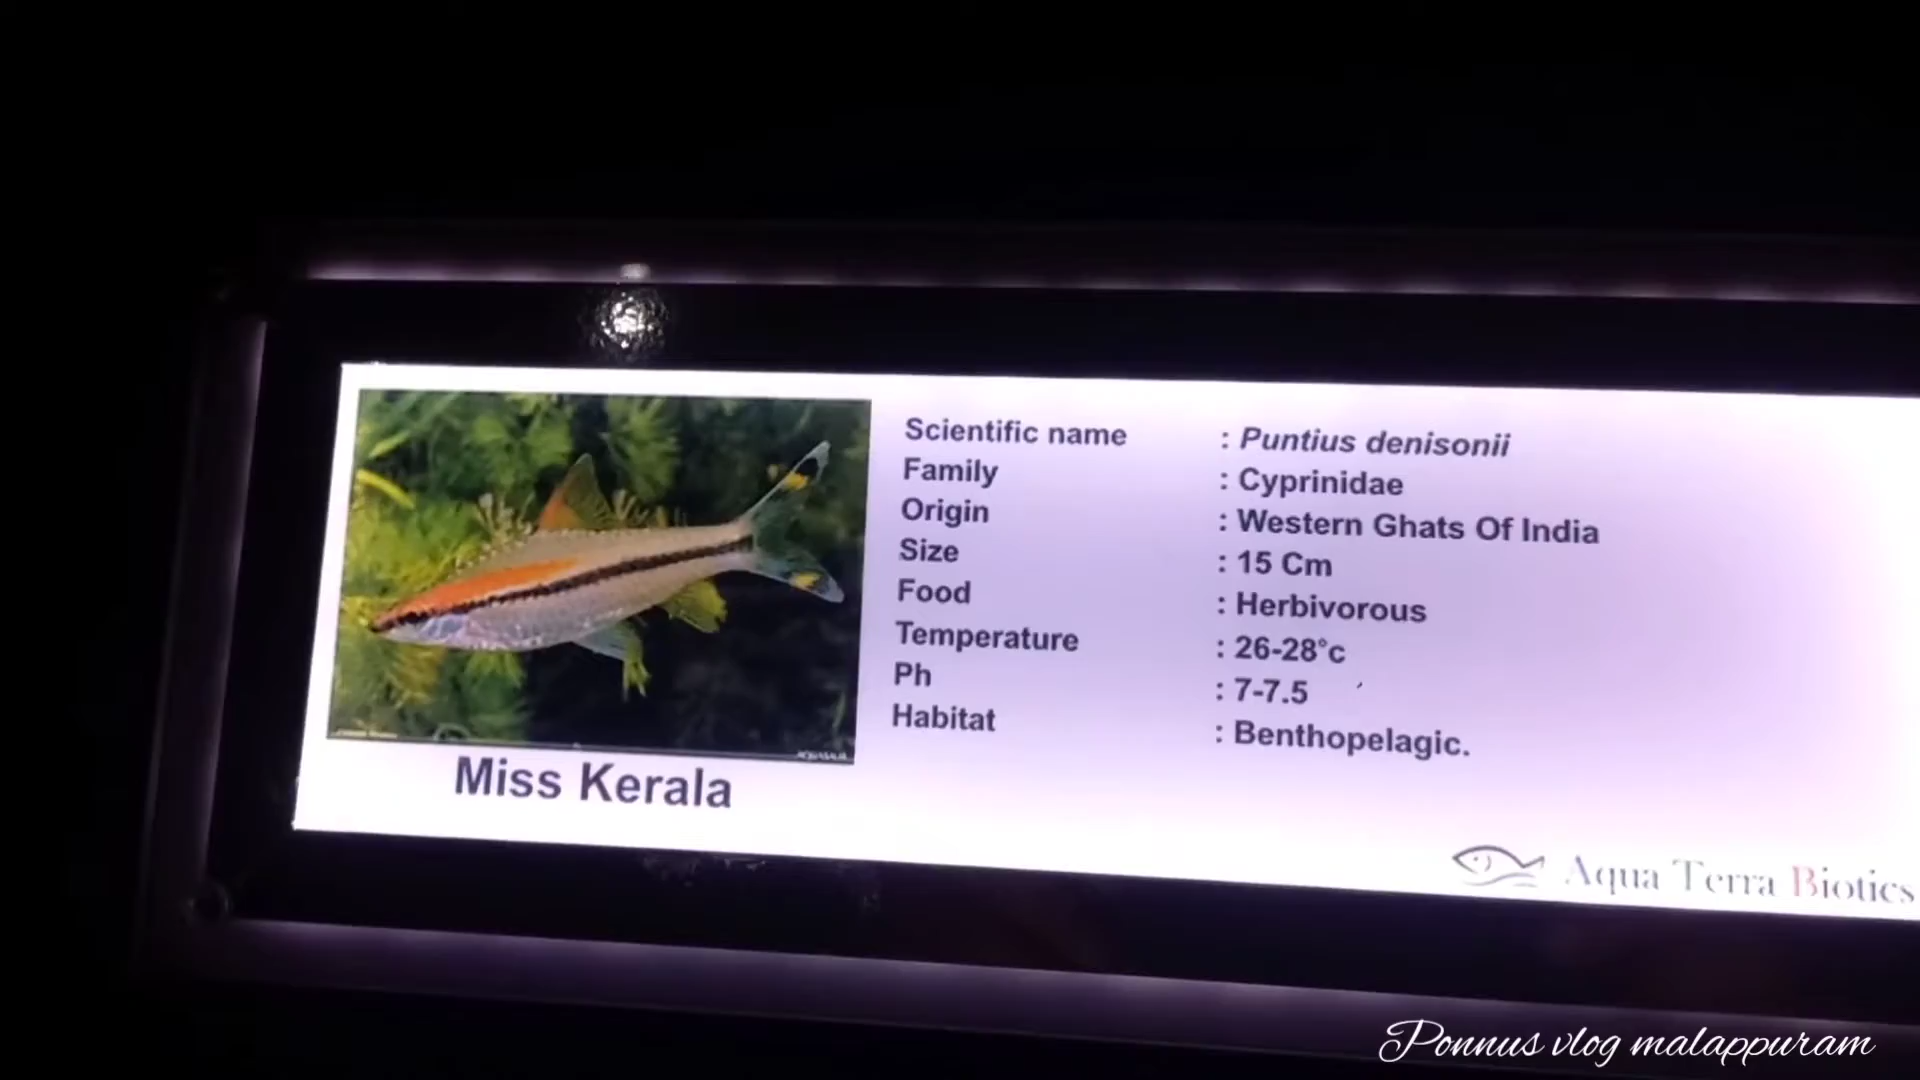 Scientific name : Puntius denisonii
Family : Cyprinidae
Origin : Western Ghats Of India
Size : 15 Cm
Food : Herbivorous
Temperature : 26-28°c
Ph : 7-7.5
Habitat : Benthopelagic.
Miss Kerala
Aqua Terra Biotics
Ponnus vlog malappuram